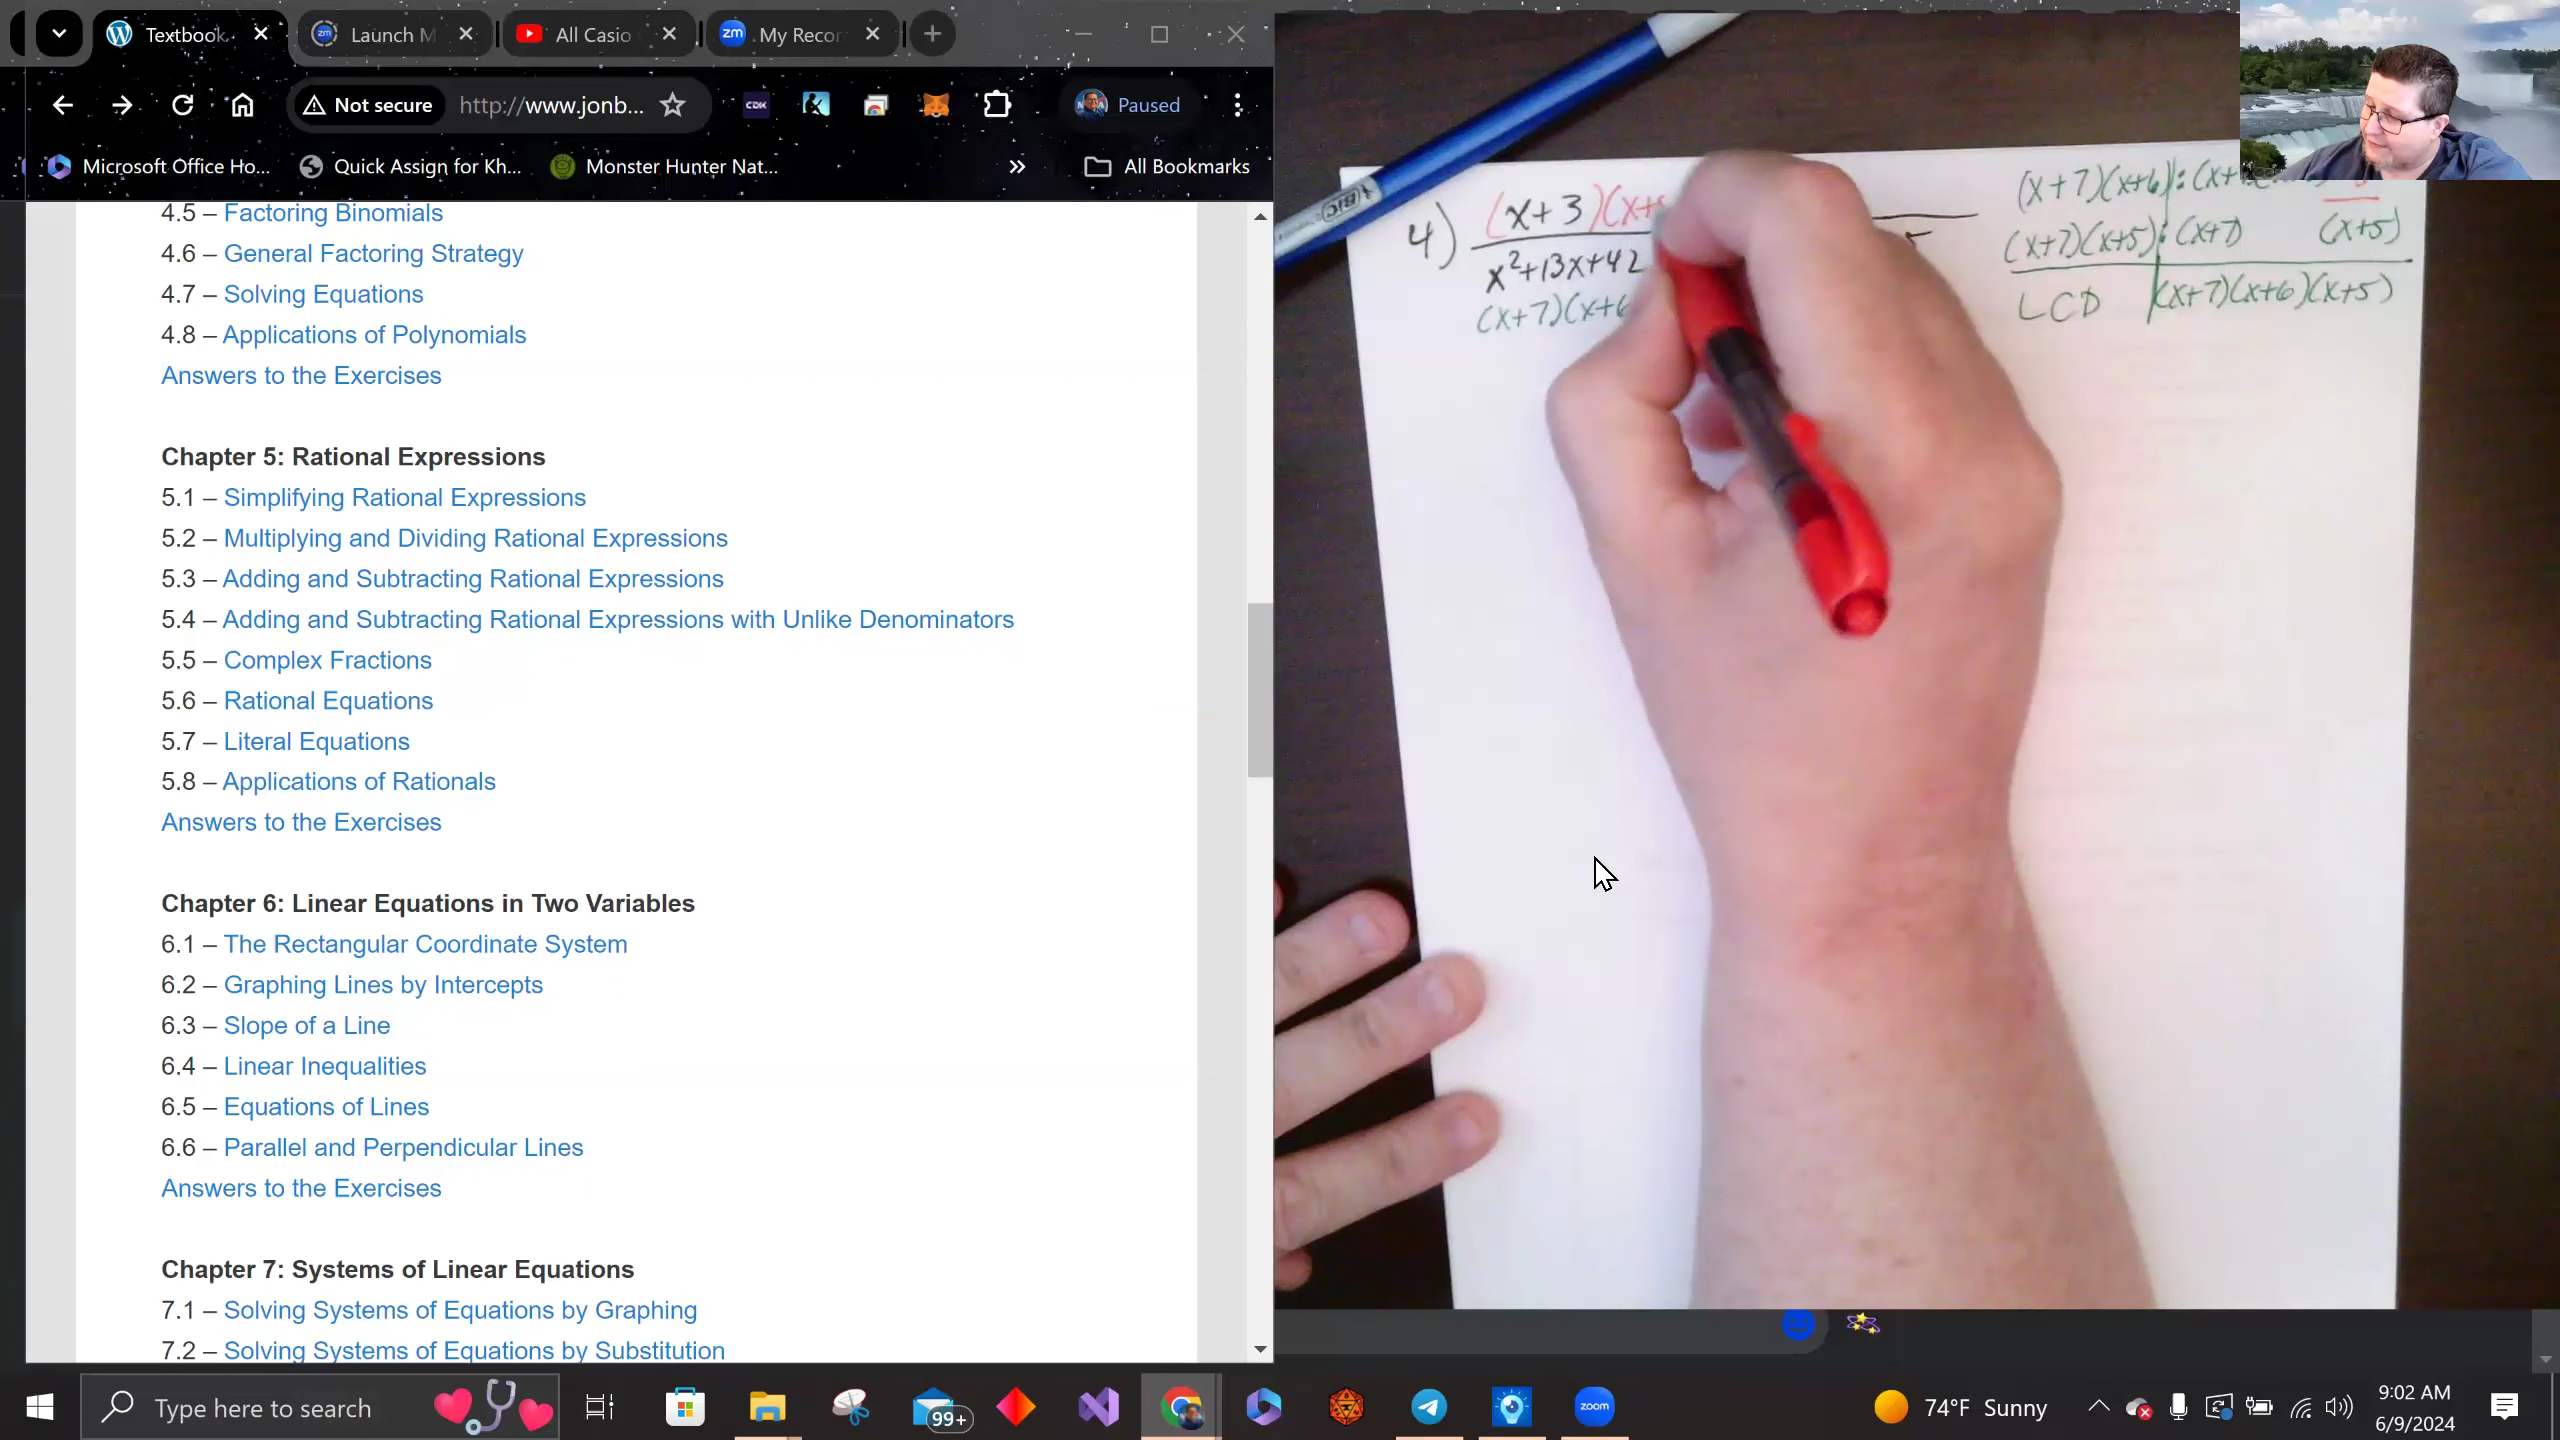 Textbook
Launch M
All Casio
My Recor
Not secure
http://www.jonb...
CDK
Paused
Microsoft Office Ho...
Quick Assign for Kh...
Monster Hunter Nat...
»
All Bookmarks
4.5 – Factoring Binomials
4.6 – General Factoring Strategy
4.7 – Solving Equations
4.8 – Applications of Polynomials
Answers to the Exercises
Chapter 5: Rational Expressions
5.1 – Simplifying Rational Expressions
5.2 – Multiplying and Dividing Rational Expressions
5.3 – Adding and Subtracting Rational Expressions
5.4 – Adding and Subtracting Rational Expressions with Unlike Denominators
5.5 – Complex Fractions
5.6 – Rational Equations
5.7 – Literal Equations
5.8 – Applications of Rationals
Answers to the Exercises
Chapter 6: Linear Equations in Two Variables
6.1 – The Rectangular Coordinate System
6.2 – Graphing Lines by Intercepts
6.3 – Slope of a Line
6.4 – Linear Inequalities
6.5 – Equations of Lines
6.6 – Parallel and Perpendicular Lines
Answers to the Exercises
Chapter 7: Systems of Linear Equations
7.1 – Solving Systems of Equations by Graphing
7.2 – Solving Systems of Equations by Substitution
BIC
4) (x+3)(x+
x²+13x+42
(x+7)(x+6
(x+7)(x+6) : (x+
(x+7)(x+5) : (x+7) (x+5)
LCD (x+7)(x+6)(x+5)
Type here to search
99+
zoom
74°F Sunny
9:02 AM
6/9/2024